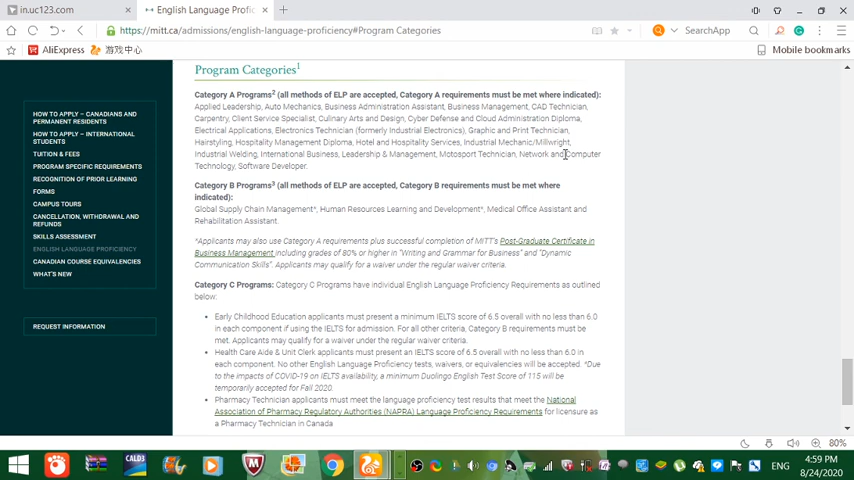 in.uc123.com
English Language Profic
https://mitt.ca/admissions/english-language-proficiency#Program Categories
SearchApp
AliExpress
游戏中心
Mobile bookmarks
HOW TO APPLY – CANADIANS AND
PERMANENT RESIDENTS
HOW TO APPLY – INTERNATIONAL
STUDENTS
TUITION & FEES
PROGRAM SPECIFIC REQUIREMENTS
RECOGNITION OF PRIOR LEARNING
FORMS
CAMPUS TOURS
CANCELLATION, WITHDRAWAL AND
REFUNDS
SKILLS ASSESSMENT
ENGLISH LANGUAGE PROFICIENCY
CANADIAN COURSE EQUIVALENCIES
WHAT'S NEW
REQUEST INFORMATION
Program Categories¹
Category A Programs² (all methods of ELP are accepted, Category A requirements must be met where indicated):
Applied Leadership, Auto Mechanics, Business Administration Assistant, Business Management, CAD Technician,
Carpentry, Client Service Specialist, Culinary Arts and Design, Cyber Defense and Cloud Administration Diploma,
Electrical Applications, Electronics Technician (formerly Industrial Electronics), Graphic and Print Technician,
Hairstyling, Hospitality Management Diploma, Hotel and Hospitality Services, Industrial Mechanic/Millwright,
Industrial Welding, International Business, Leadership & Management, Motosport Technician, Network and Computer
Technology, Software Developer.
Category B Programs³ (all methods of ELP are accepted, Category B requirements must be met where
indicated):
Global Supply Chain Management*, Human Resources Learning and Development*, Medical Office Assistant and
Rehabilitation Assistant.
*Applicants may also use Category A requirements plus successful completion of MITT's Post-Graduate Certificate in
Business Management including grades of 80% or higher in "Writing and Grammar for Business" and "Dynamic
Communication Skills". Applicants may qualify for a waiver under the regular waiver criteria.
Category C Programs: Category C Programs have individual English Language Proficiency Requirements as outlined
below:
• Early Childhood Education applicants must present a minimum IELTS score of 6.5 overall with no less than 6.0
in each component if using the IELTS for admission. For all other criteria, Category B requirements must be
met. Applicants may qualify for a waiver under the regular waiver criteria.
• Health Care Aide & Unit Clerk applicants must present an IELTS score of 6.5 overall with no less than 6.0 in
each component. No other English Language Proficiency tests, waivers, or equivalencies will be accepted. *Due
to the impacts of COVID-19 on IELTS availability, a minimum Duolingo English Test Score of 115 will be
temporarily accepted for Fall 2020.
• Pharmacy Technician applicants must meet the language proficiency test results that meet the National
Association of Pharmacy Regulatory Authorities (NAPRA) Language Proficiency Requirements for licensure as
a Pharmacy Technician in Canada
80%
CALD3
ENG
4:59 PM
8/24/2020